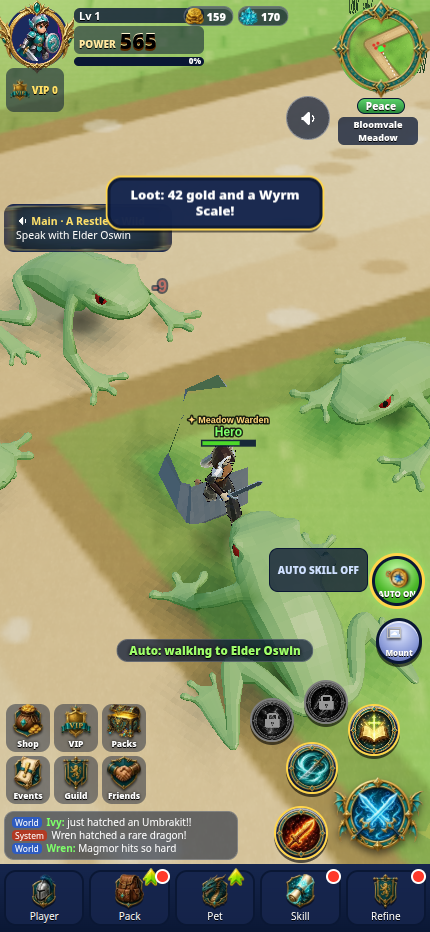 Lv 1
159
170
POWER 565
0%
VIP 0
Peace
Bloomvale
Meadow
Loot: 42 gold and a Wyrm
Scale!
Main · A Restle
Speak with Elder Oswin
-9
Meadow Warden
Hero
AUTO SKILL OFF
AUTO ON
Mount
Auto: walking to Elder Oswin
Shop
VIP
VIP
Packs
Events
Guild
Friends
World Ivy: just hatched an Umbrakit!!
System Wren hatched a rare dragon!
World Wren: Magmor hits so hard
Player
Pack
Pet
Skill
Refine